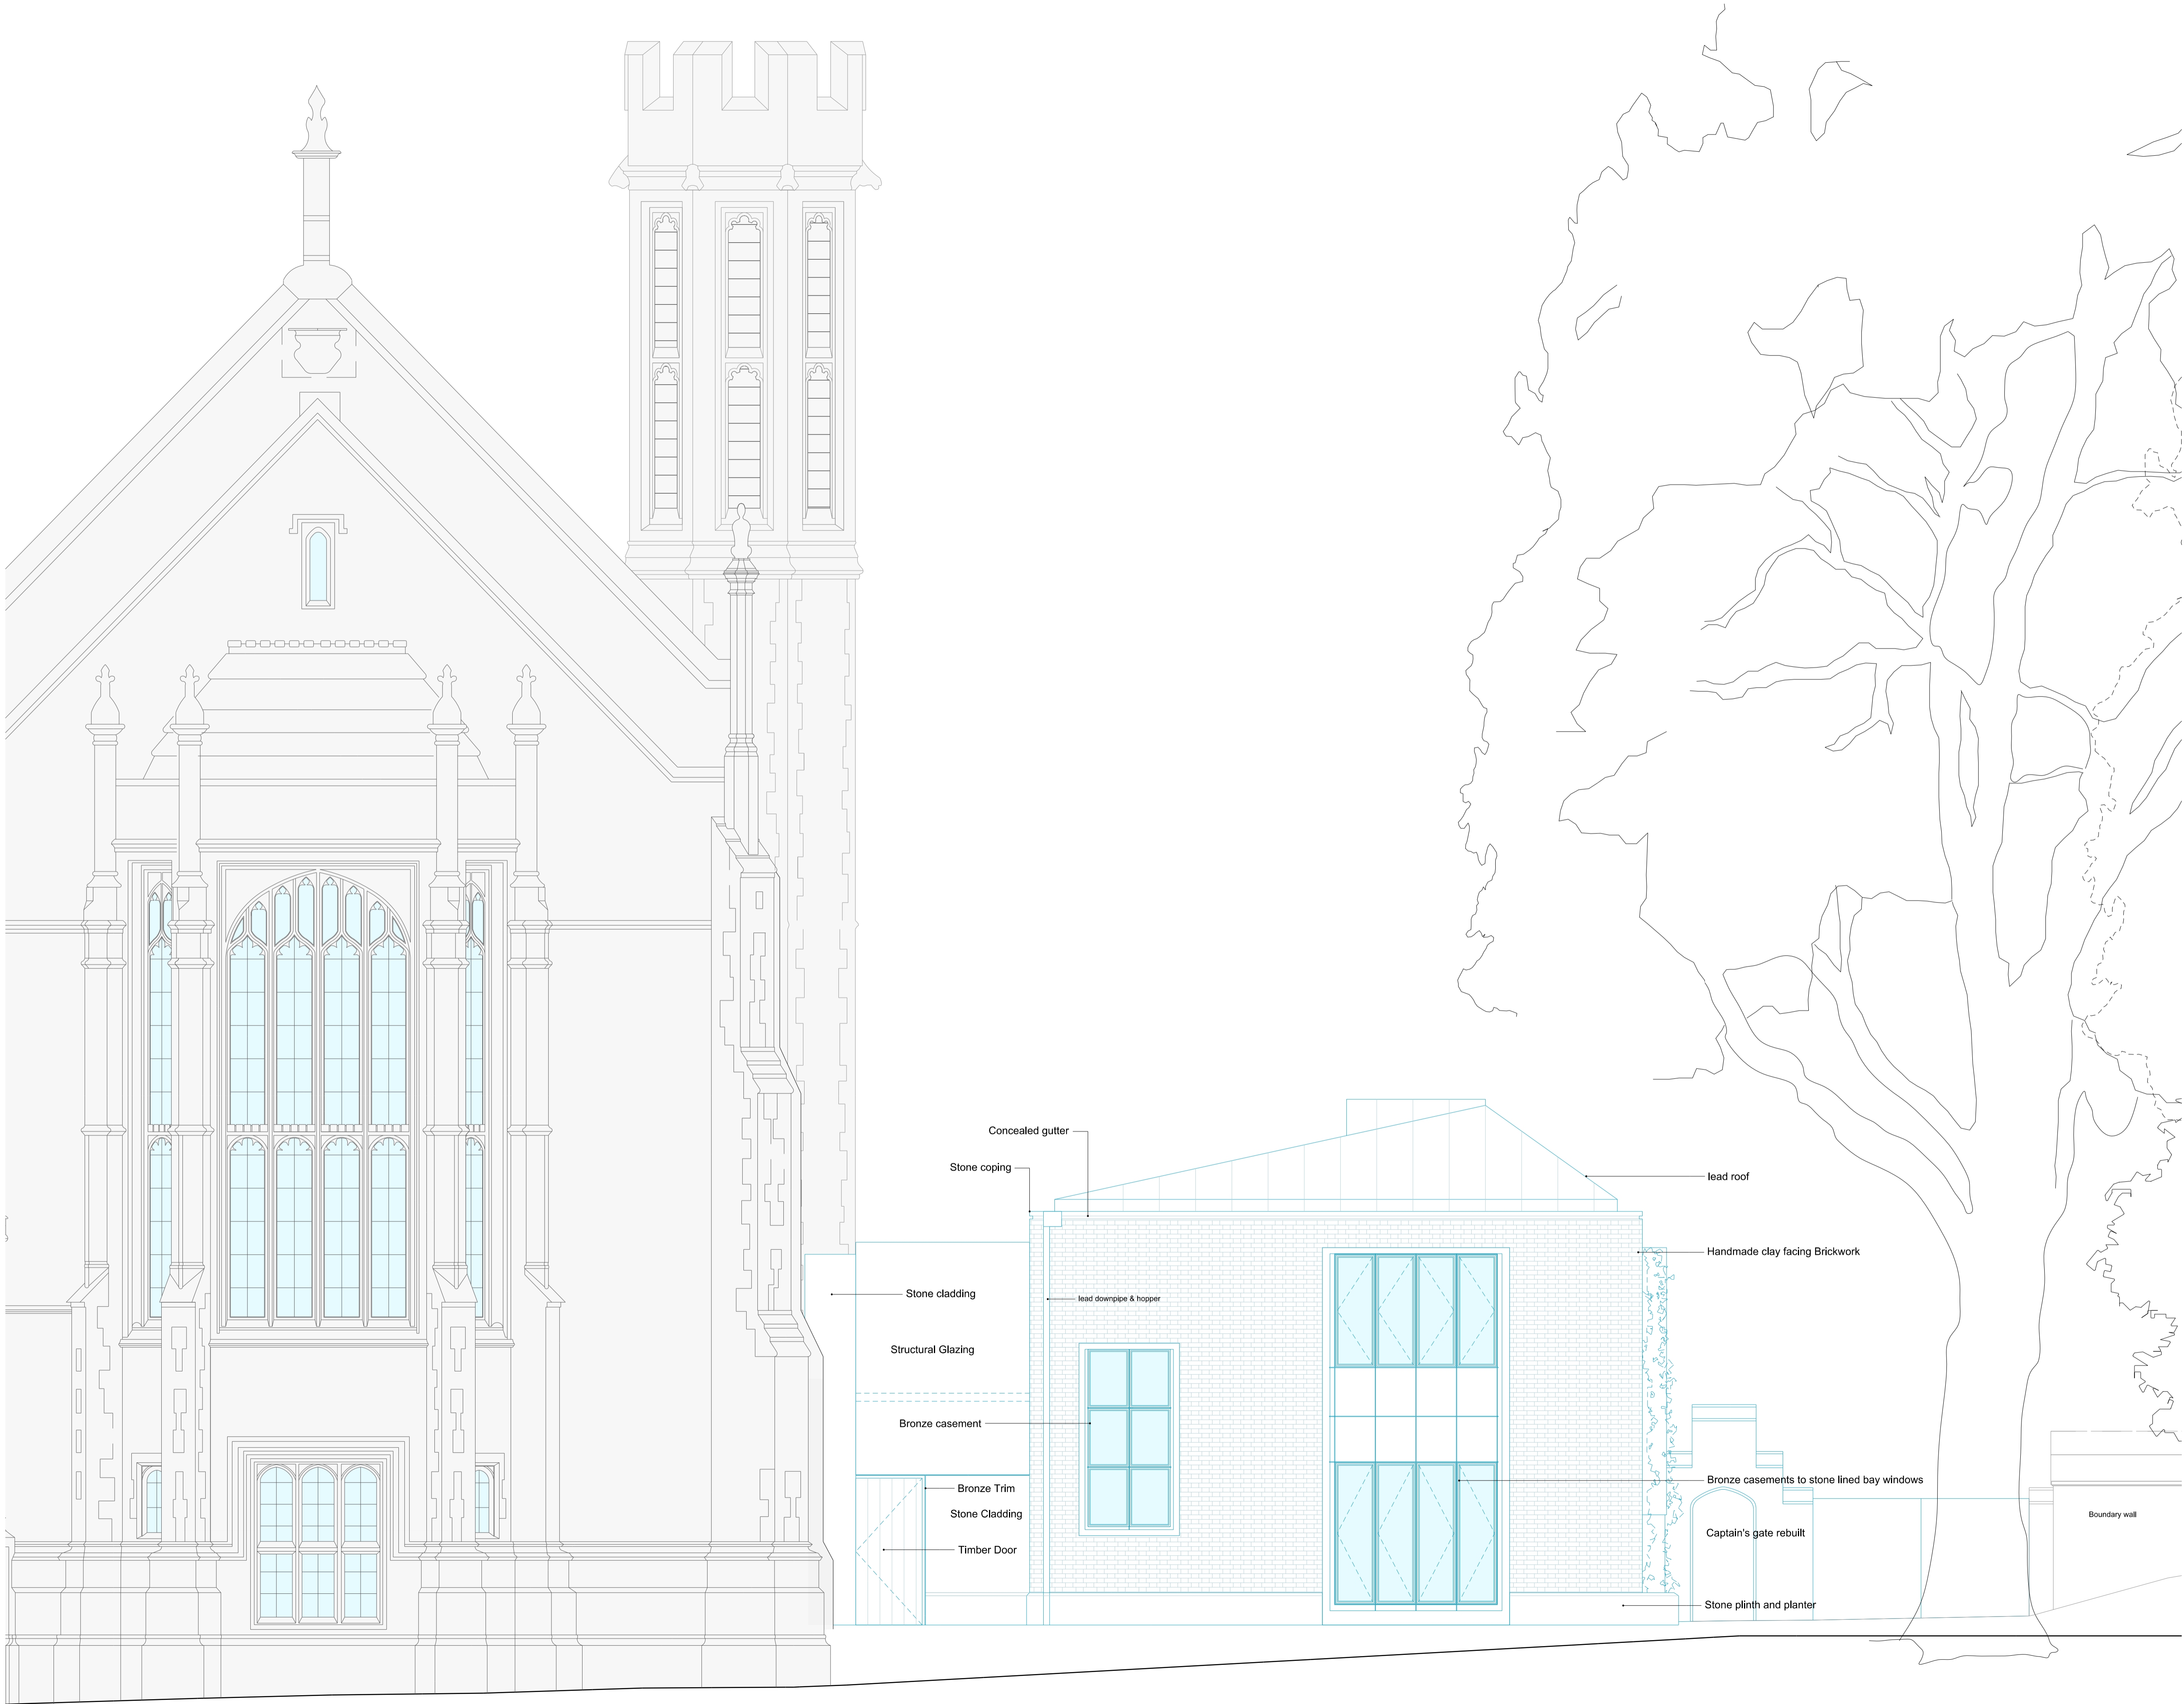 Concealed gutter
Stone coping
lead roof
Handmade clay facing Brickwork
Stone cladding
lead downpipe & hopper
Structural Glazing
Bronze casement
Bronze casements to stone lined bay windows
Bronze Trim
Stone Cladding
Boundary wall
Captain's gate rebuilt
Timber Door
Stone plinth and planter